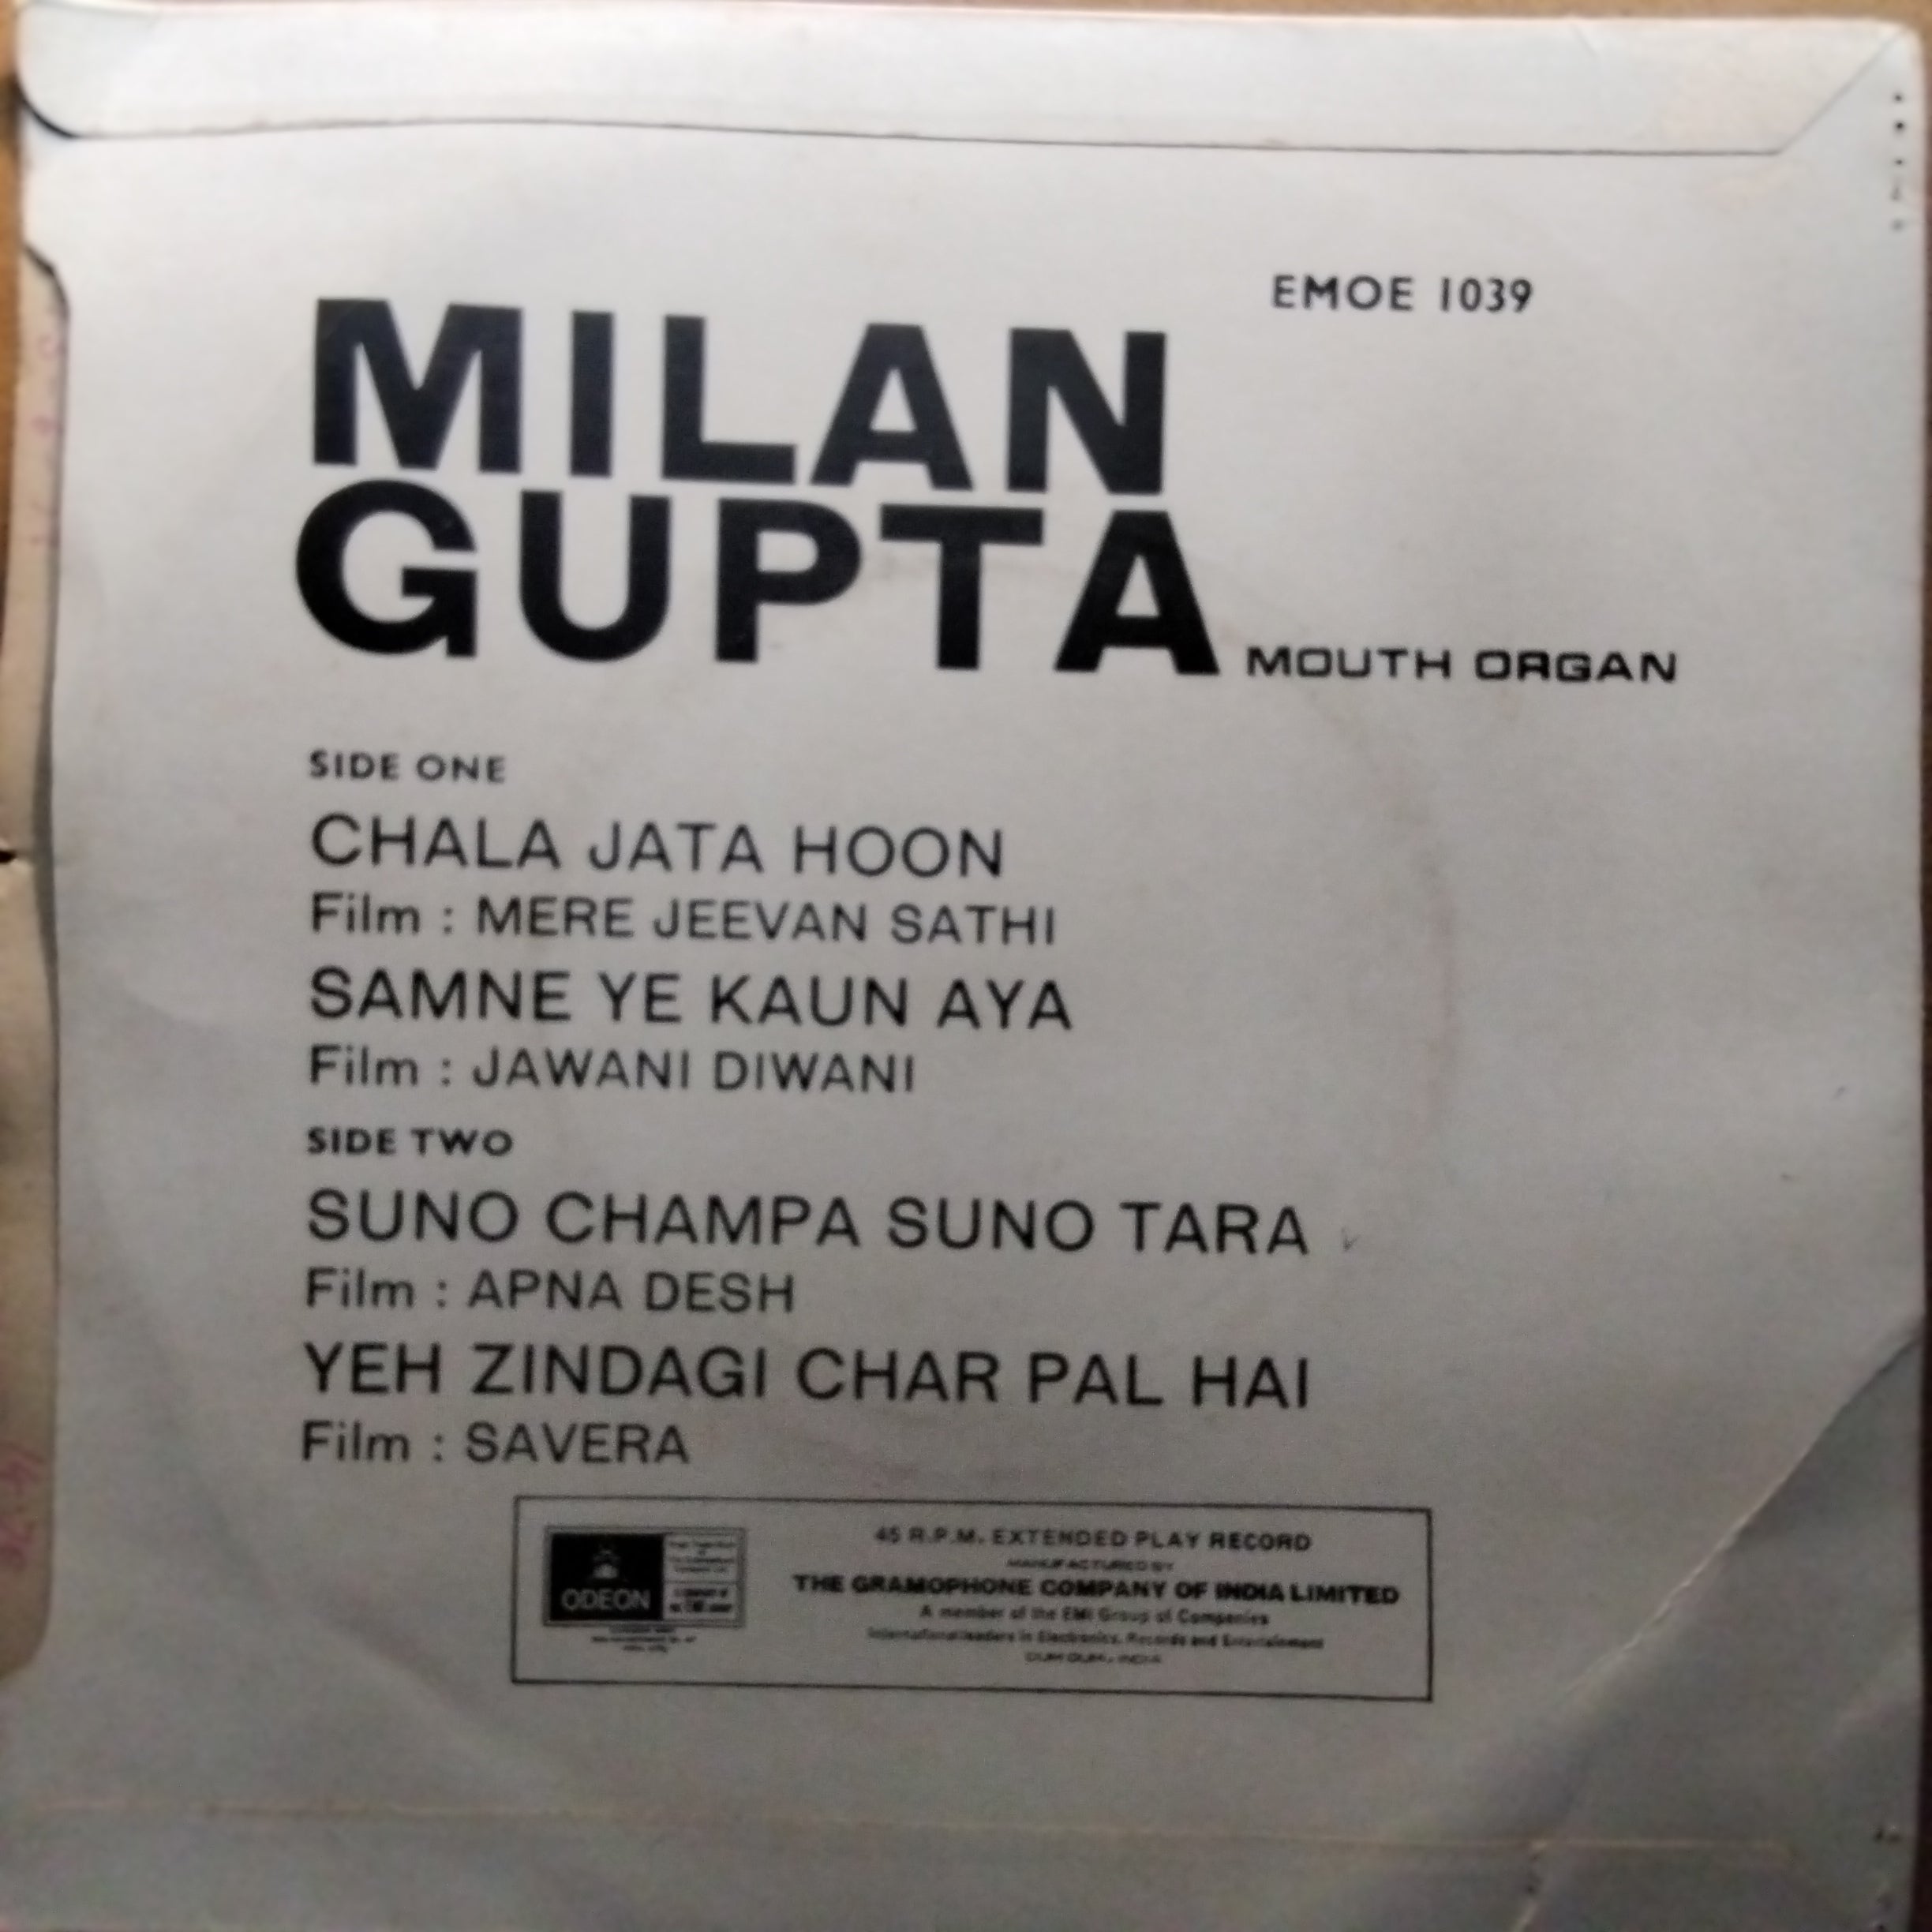 EMOE 1039
MILAN
GUPTA MOUTH ORGAN
SIDE ONE
CHALA JATA HOON
Film : MERE JEEVAN SATHI
SAMNE YE KAUN AYA
Film : JAWANI DIWANI
SIDE TWO
SUNO CHAMPA SUNO TARA
Film : APNA DESH
YEH ZINDAGI CHAR PAL HAI
Film : SAVERA
ODEON
45 R.P.M. EXTENDED PLAY RECORD
MANUFACTURED BY
THE GRAMOPHONE COMPANY OF INDIA LIMITED
A member of the EMI Group of Companies
International leaders in Electronics, Records and Entertainment
DUM DUM, INDIA